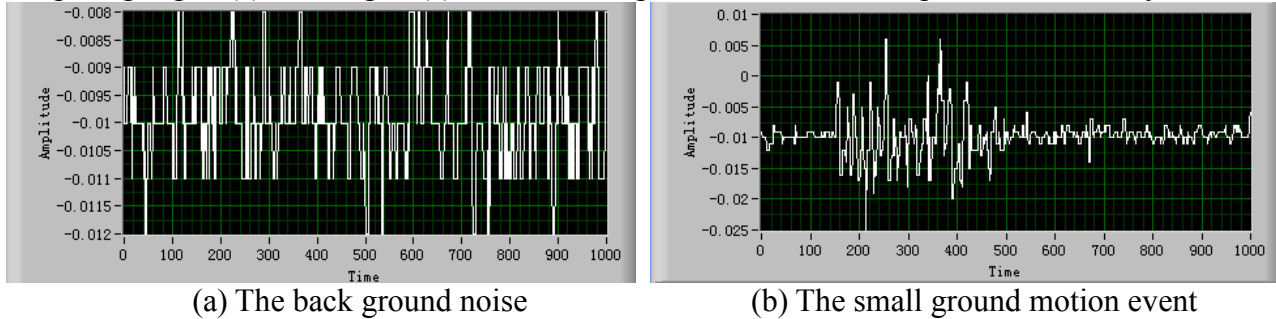 -0.008
-0.0085
-0.009
-0.0095
-0.01
-0.0105
-0.011
-0.0115
-0.012
Amplitude
0 100 200 300 400 500 600 700 800 900 1000
Time
(a) The back ground noise
0.01
0.005
0
-0.005
-0.01
-0.015
-0.02
-0.025
Amplitude
0 100 200 300 400 500 600 700 800 900 1000
Time
(b) The small ground motion event